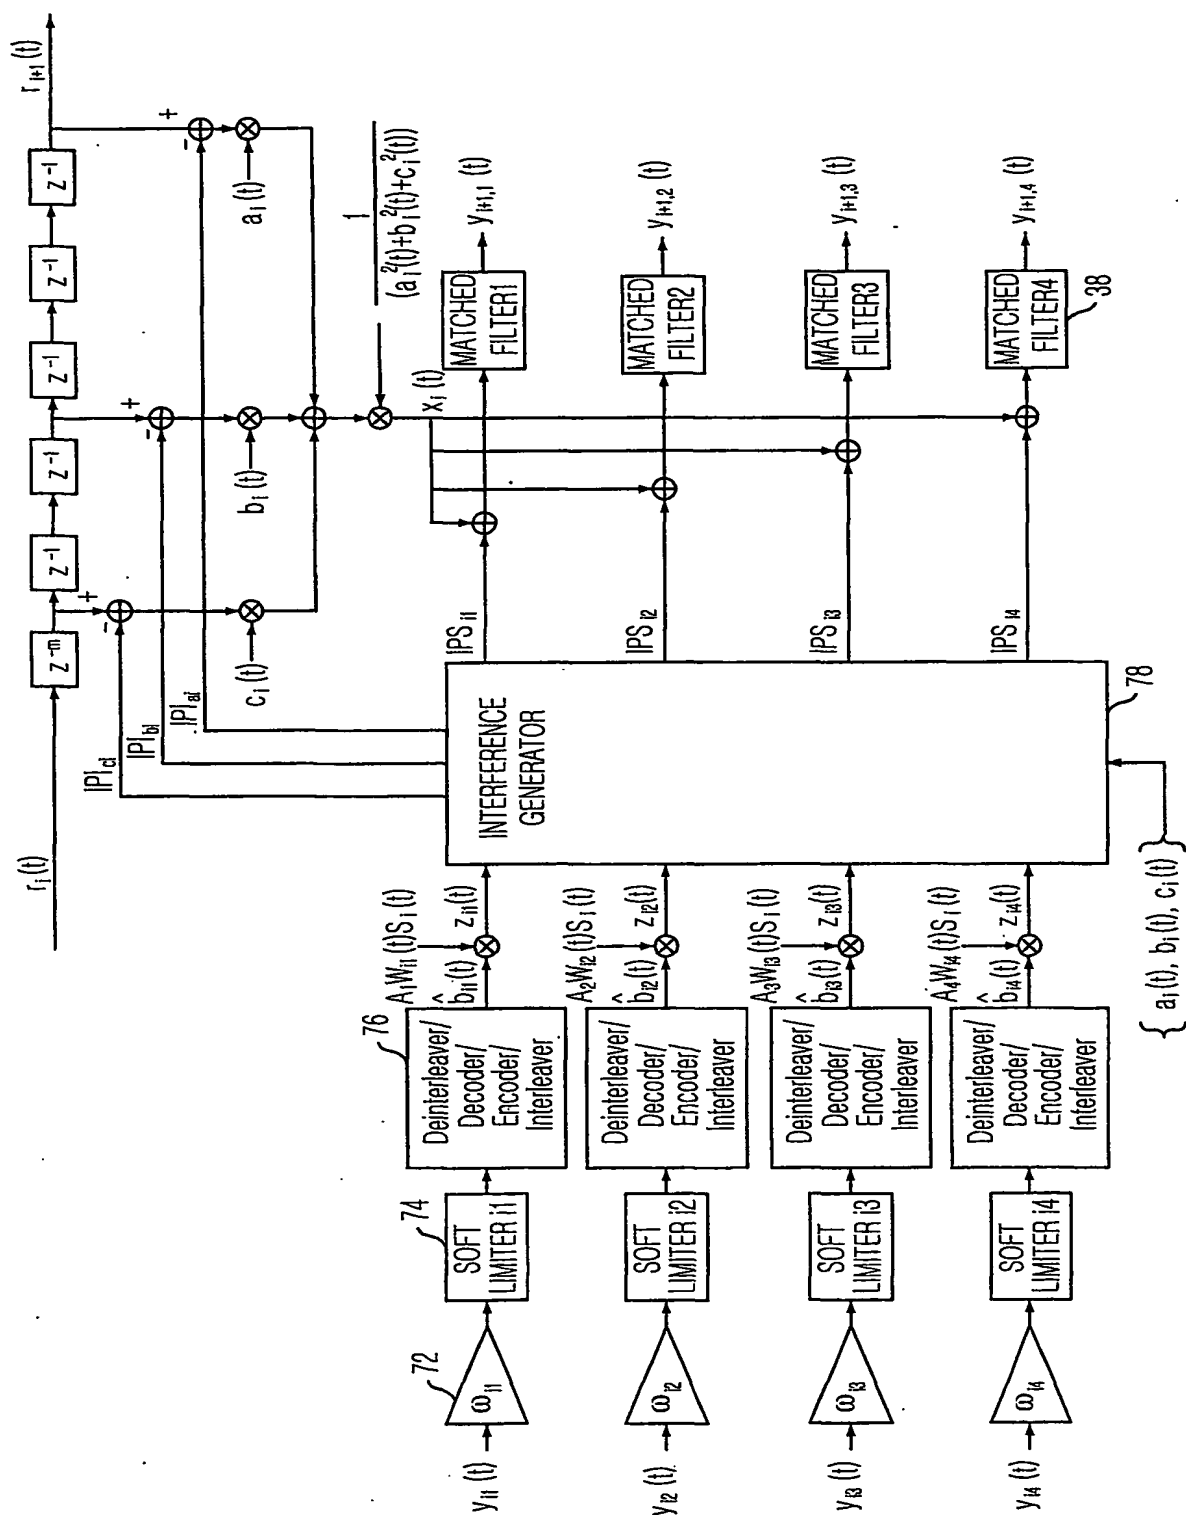 r_i(t)
z^-m
z^-1
z^-1
z^-1
z^-1
z^-1
r_i+1(t)
+
-
+
-
+
-
IPI_ci
IPI_bi
IPI_ai
c_i(t)
b_i(t)
a_i(t)
1
(a_i^2(t)+b_i^2(t)+c_i^2(t))
x_i(t)
y_i1(t)
ω_i1
72
SOFT
LIMITER i1
74
Deinterleaver/
Decoder/
Encoder/
Interleaver
76
A_1W_i1(t)S_i(t)
b̂_i1(t)
z_i1(t)
INTERFERENCE
GENERATOR
78
IPS_i1
MATCHED
FILTER1
y_i+1,1(t)
y_i2(t)
ω_i2
SOFT
LIMITER i2
Deinterleaver/
Decoder/
Encoder/
Interleaver
A_2W_i2(t)S_i(t)
b̂_i2(t)
z_i2(t)
IPS_i2
MATCHED
FILTER2
y_i+1,2(t)
y_i3(t)
ω_i3
SOFT
LIMITER i3
Deinterleaver/
Decoder/
Encoder/
Interleaver
A_3W_i3(t)S_i(t)
b̂_i3(t)
z_i3(t)
IPS_i3
MATCHED
FILTER3
y_i+1,3(t)
y_i4(t)
ω_i4
SOFT
LIMITER i4
Deinterleaver/
Decoder/
Encoder/
Interleaver
A_4W_i4(t)S_i(t)
b̂_i4(t)
z_i4(t)
IPS_i4
MATCHED
FILTER4
38
y_i+1,4(t)
{ a_i(t), b_i(t), c_i(t) }